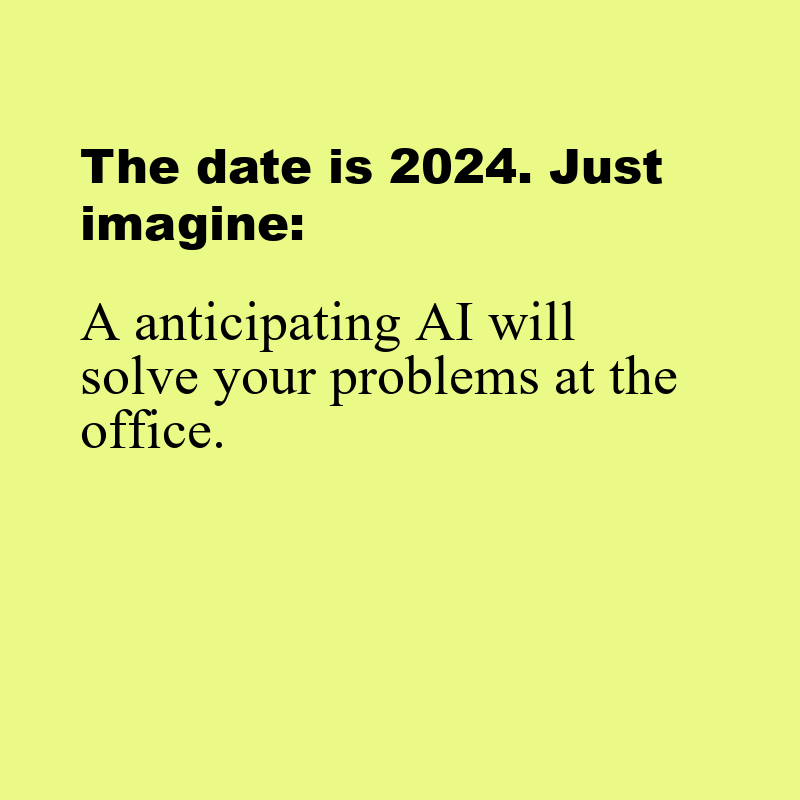 The date is 2024. Just
imagine:
A anticipating AI will
solve your problems at the
office.